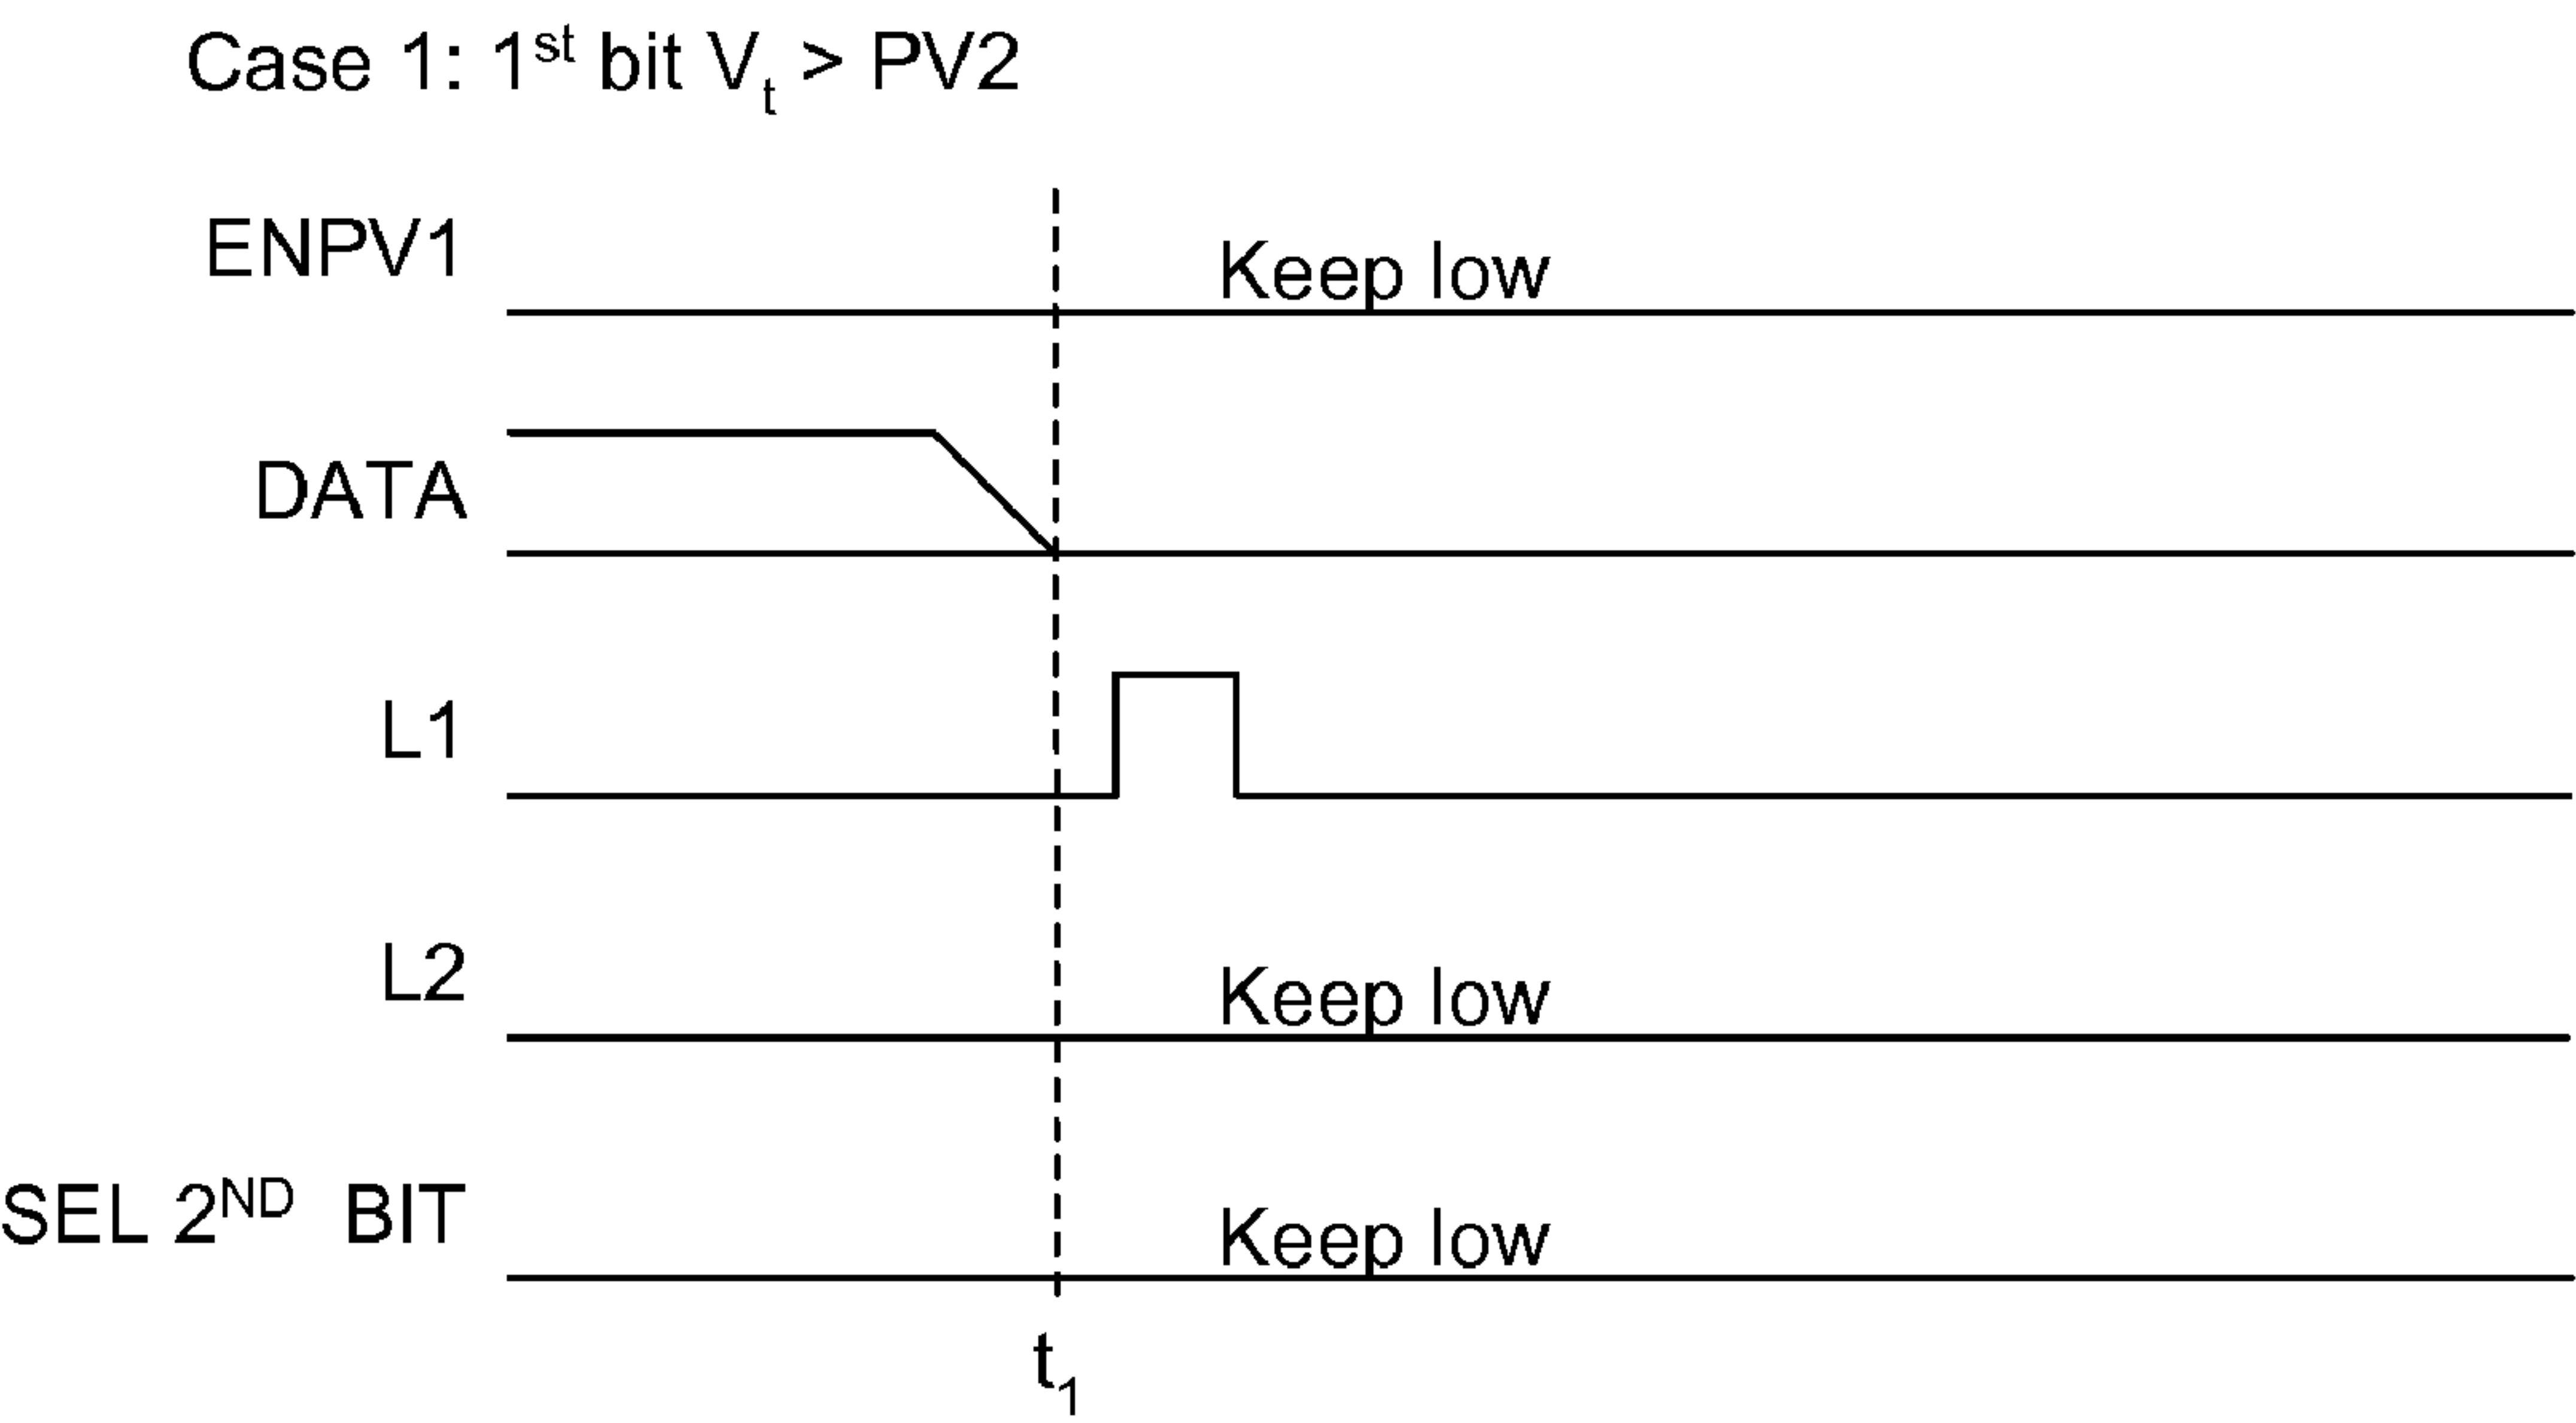 Case 1: 1st bit Vt > PV2
ENPV1
Keep low
DATA
L1
L2
Keep low
SEL 2ND BIT
Keep low
t1